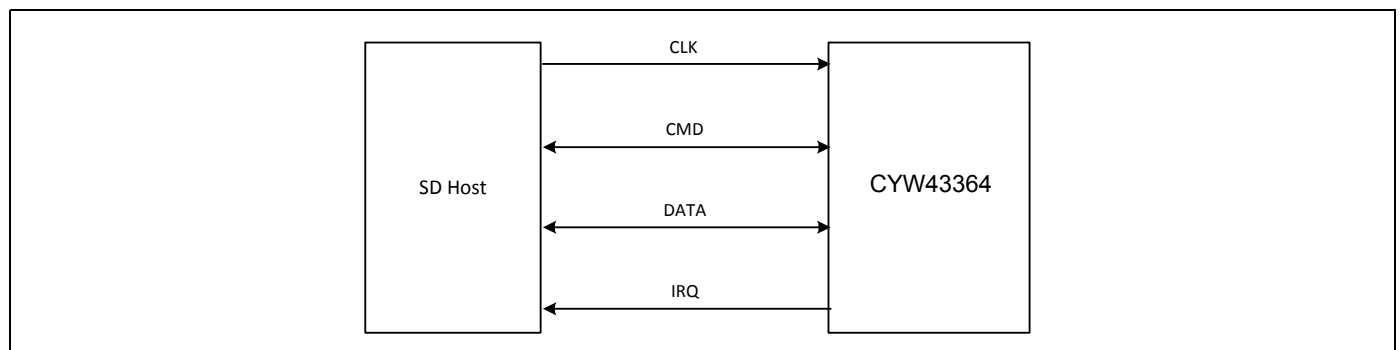 CLK
CMD
SD Host
CYW43364
DATA
IRQ